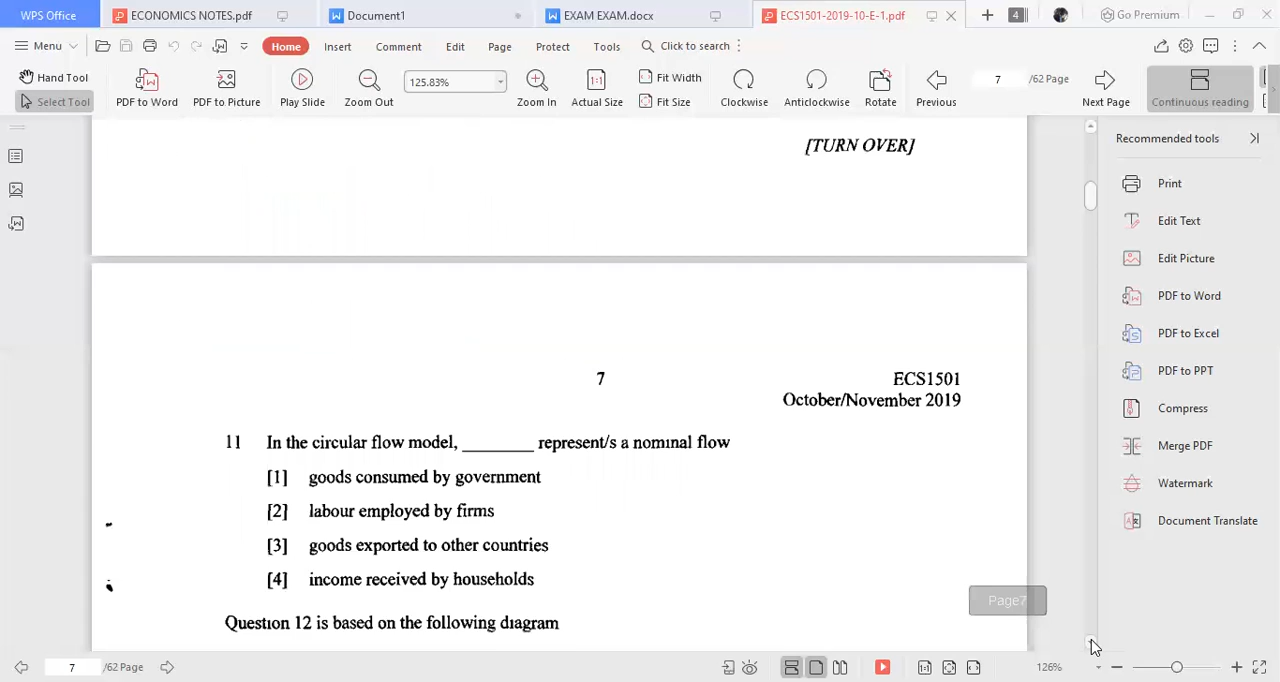 WPS Office ECONOMICS NOTES.pdf Document1 EXAM EXAM.docx ECS1501-2019-10-E-1.pdf 4 Go Premium
Menu Home Insert Comment Edit Page Protect Tools Click to search
Hand Tool
Select Tool
PDF to Word PDF to Picture Play Slide Zoom Out 125.83% Zoom In Actual Size Fit Width Fit Size Clockwise Anticlockwise Rotate Previous 7 /62 Page Next Page Continuous reading
[TURN OVER]
7 ECS1501
October/November 2019
11 In the circular flow model, ________ represent/s a nominal flow
[1] goods consumed by government
[2] labour employed by firms
[3] goods exported to other countries
[4] income received by households
Question 12 is based on the following diagram
Page7
Recommended tools
Print
Edit Text
Edit Picture
PDF to Word
PDF to Excel
PDF to PPT
Compress
Merge PDF
Watermark
Document Translate
7 /62 Page 126%